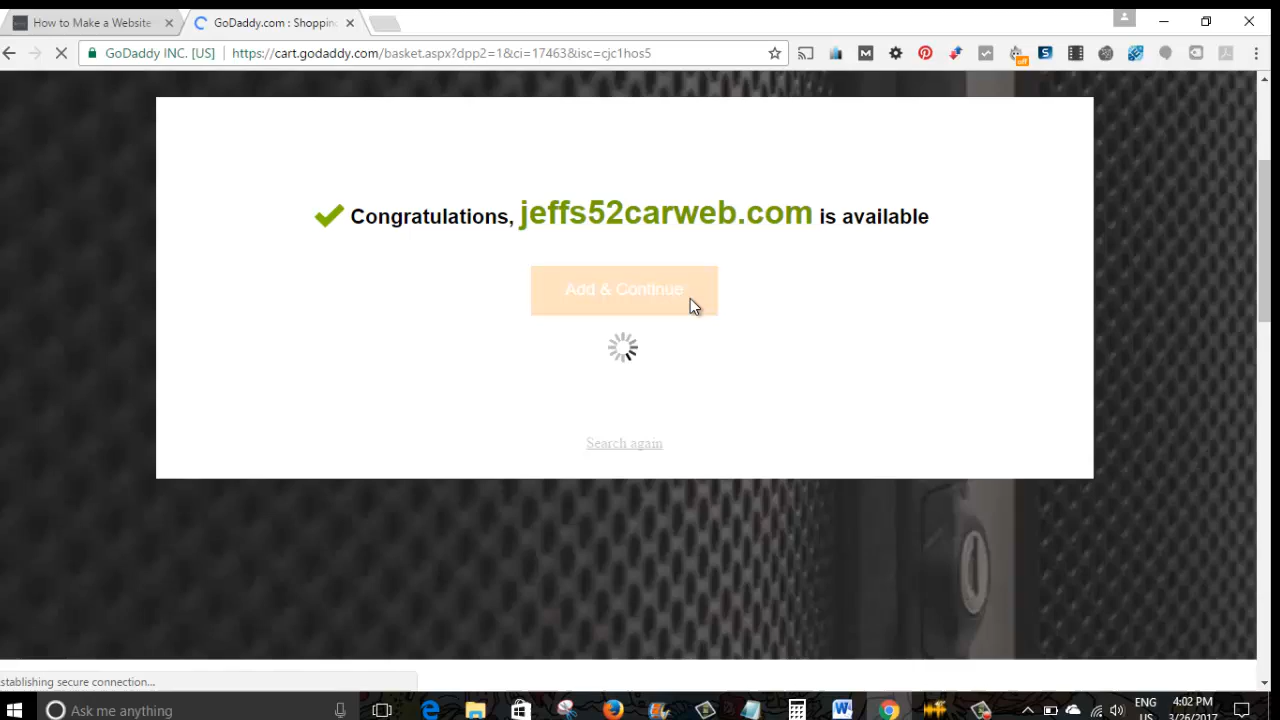 How to Make a Website
GoDaddy.com : Shoppin
GoDaddy INC. [US]
https://cart.godaddy.com/basket.aspx?dpp2=1&ci=17463&isc=cjc1hos5
M
off
S
Congratulations, jeffs52carweb.com is available
Add & Continue
Search again
stablishing secure connection...
Ask me anything
ENG
US
4:02 PM
3/26/2017